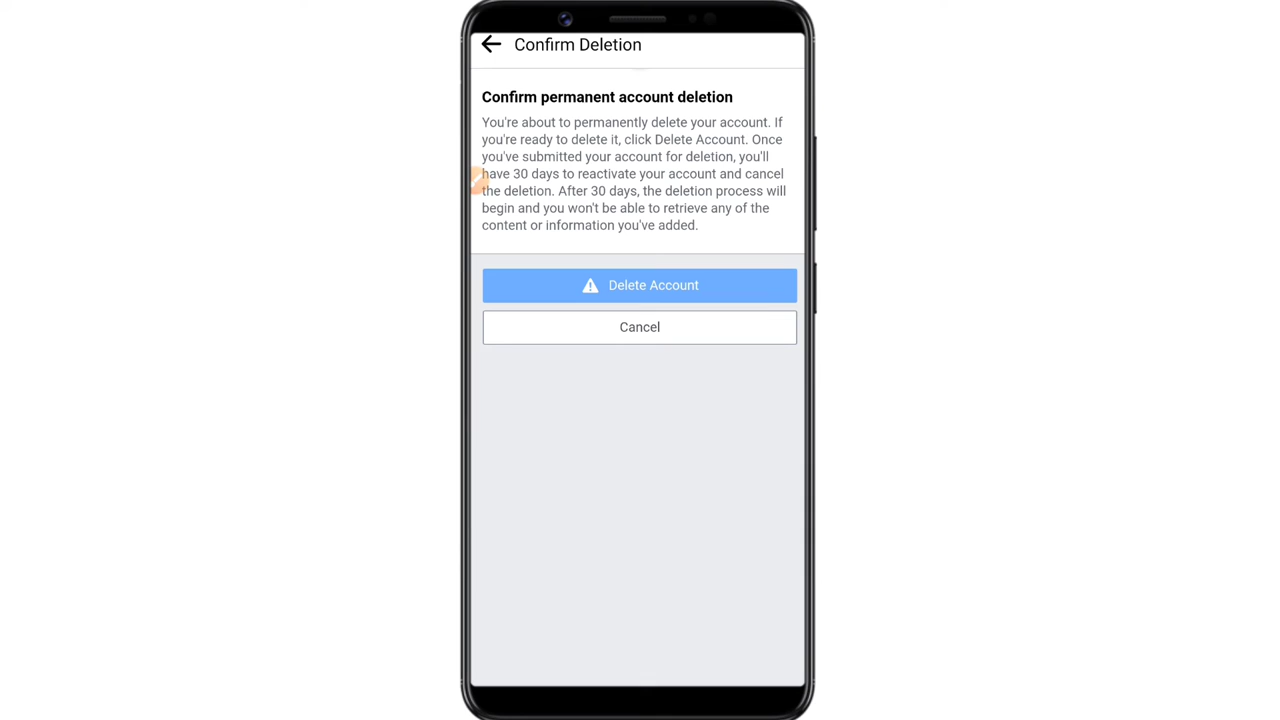 Confirm Deletion
Confirm permanent account deletion
You're about to permanently delete your account. If
you're ready to delete it, click Delete Account. Once
you've submitted your account for deletion, you'll
have 30 days to reactivate your account and cancel
the deletion. After 30 days, the deletion process will
begin and you won't be able to retrieve any of the
content or information you've added.
Delete Account
Cancel